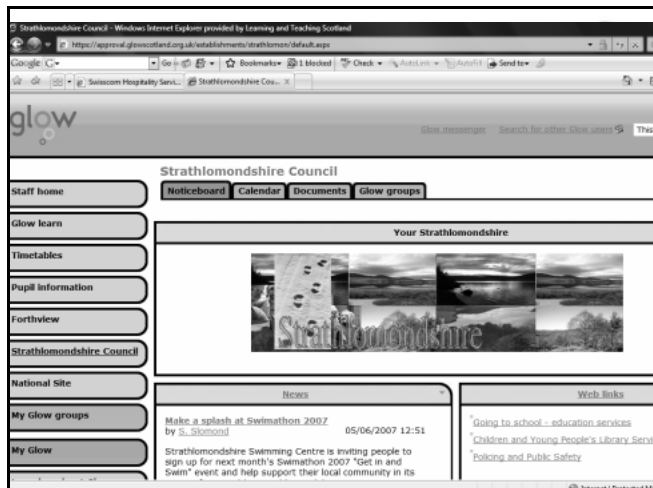 Strathlomondshire Council - Windows Internet Explorer provided by Learning and Teaching Scotland
https://approval.glowscotland.org.uk/establishments/strathlomon/default.aspx
Google G Go Bookmarks 1 blocked Check AutoLink AutoFill Send to
Swisscom Hospitality Servi... Strathlomondshire Cou...
glow
Glow messenger Search for other Glow users This
Strathlomondshire Council
Noticeboard Calendar Documents Glow groups
Staff home
Glow learn
Timetables
Pupil information
Forthview
Strathlomondshire Council
National Site
My Glow groups
My Glow
Your Strathlomondshire
Strathlomondshire
News
Make a splash at Swimathon 2007
by S. Slomond 05/06/2007 12:51
Strathlomondshire Swimming Centre is inviting people to
sign up for next month's Swimathon 2007 "Get in and
Swim" event and help support their local community in its
Web links
Going to school - education services
Children and Young People's Library Servi
Policing and Public Safety